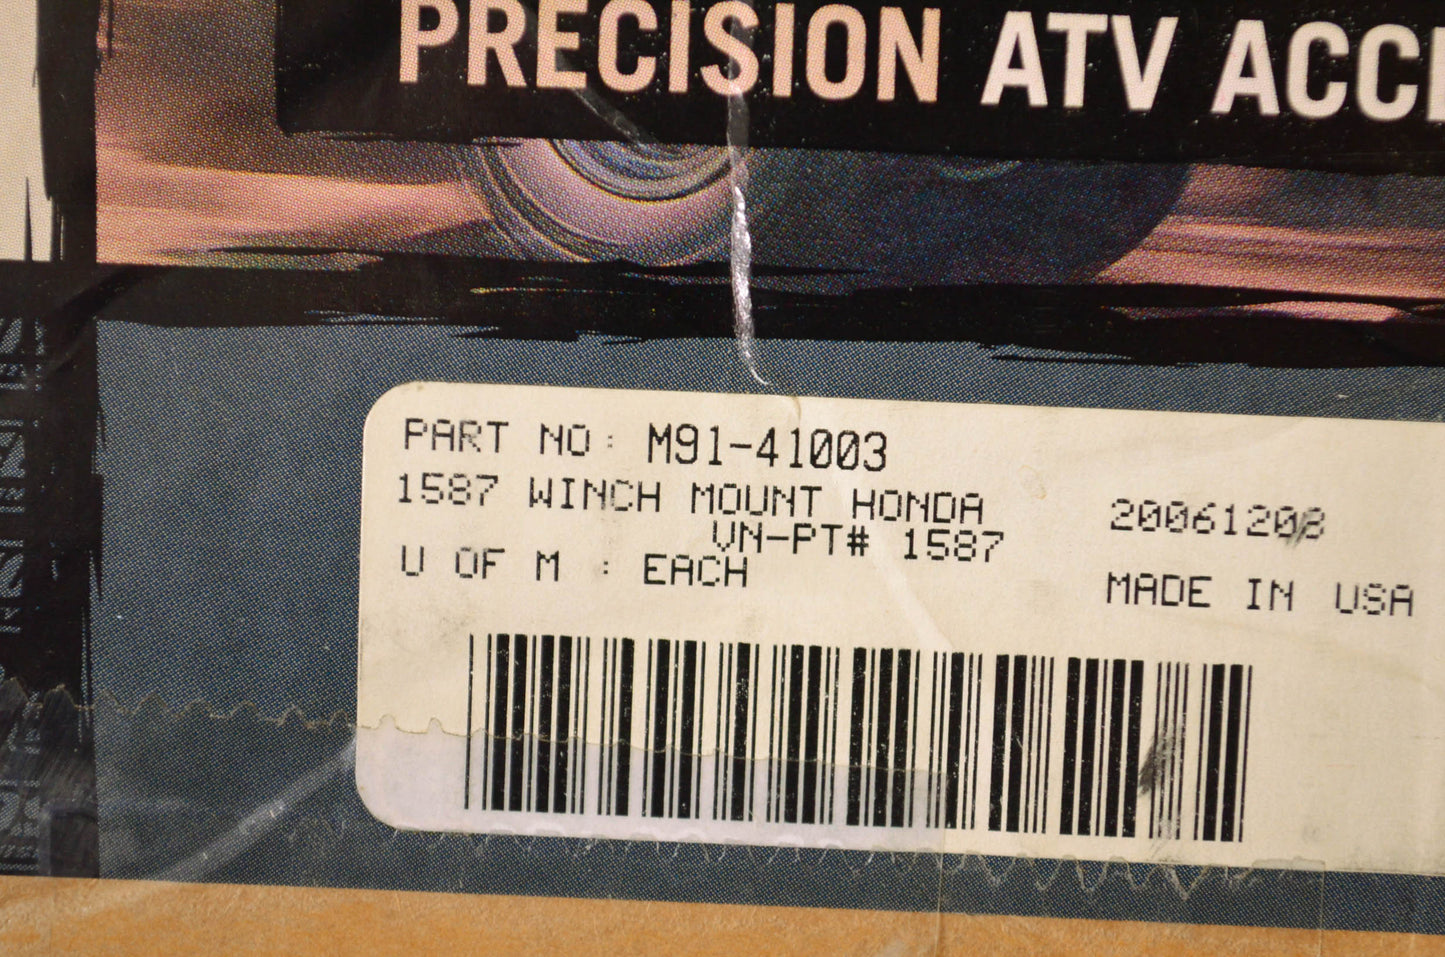 PRECISION ATV ACCE
PART NO: M91-41003
1587 WINCH MOUNT HONDA
20061208
VN-PT# 1587
U OF M : EACH
MADE IN USA